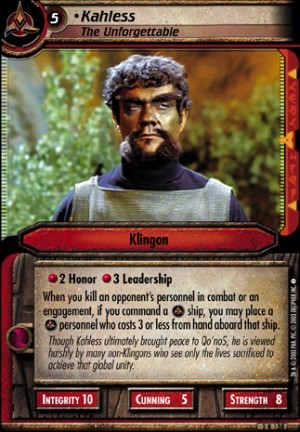 5
•Kahless
The Unforgettable
Klingon
2 Honor 3 Leadership
When you kill an opponent's personnel in combat or an
engagement, if you command a ship, you may place a
personnel who costs 3 or less from hand aboard that ship.
Though Kahless ultimately brought peace to Qo'noS, he is viewed
harshly by many non-Klingons who see only the lives sacrificed to
achieve that global unity.
INTEGRITY 10 CUNNING 5 STRENGTH 8